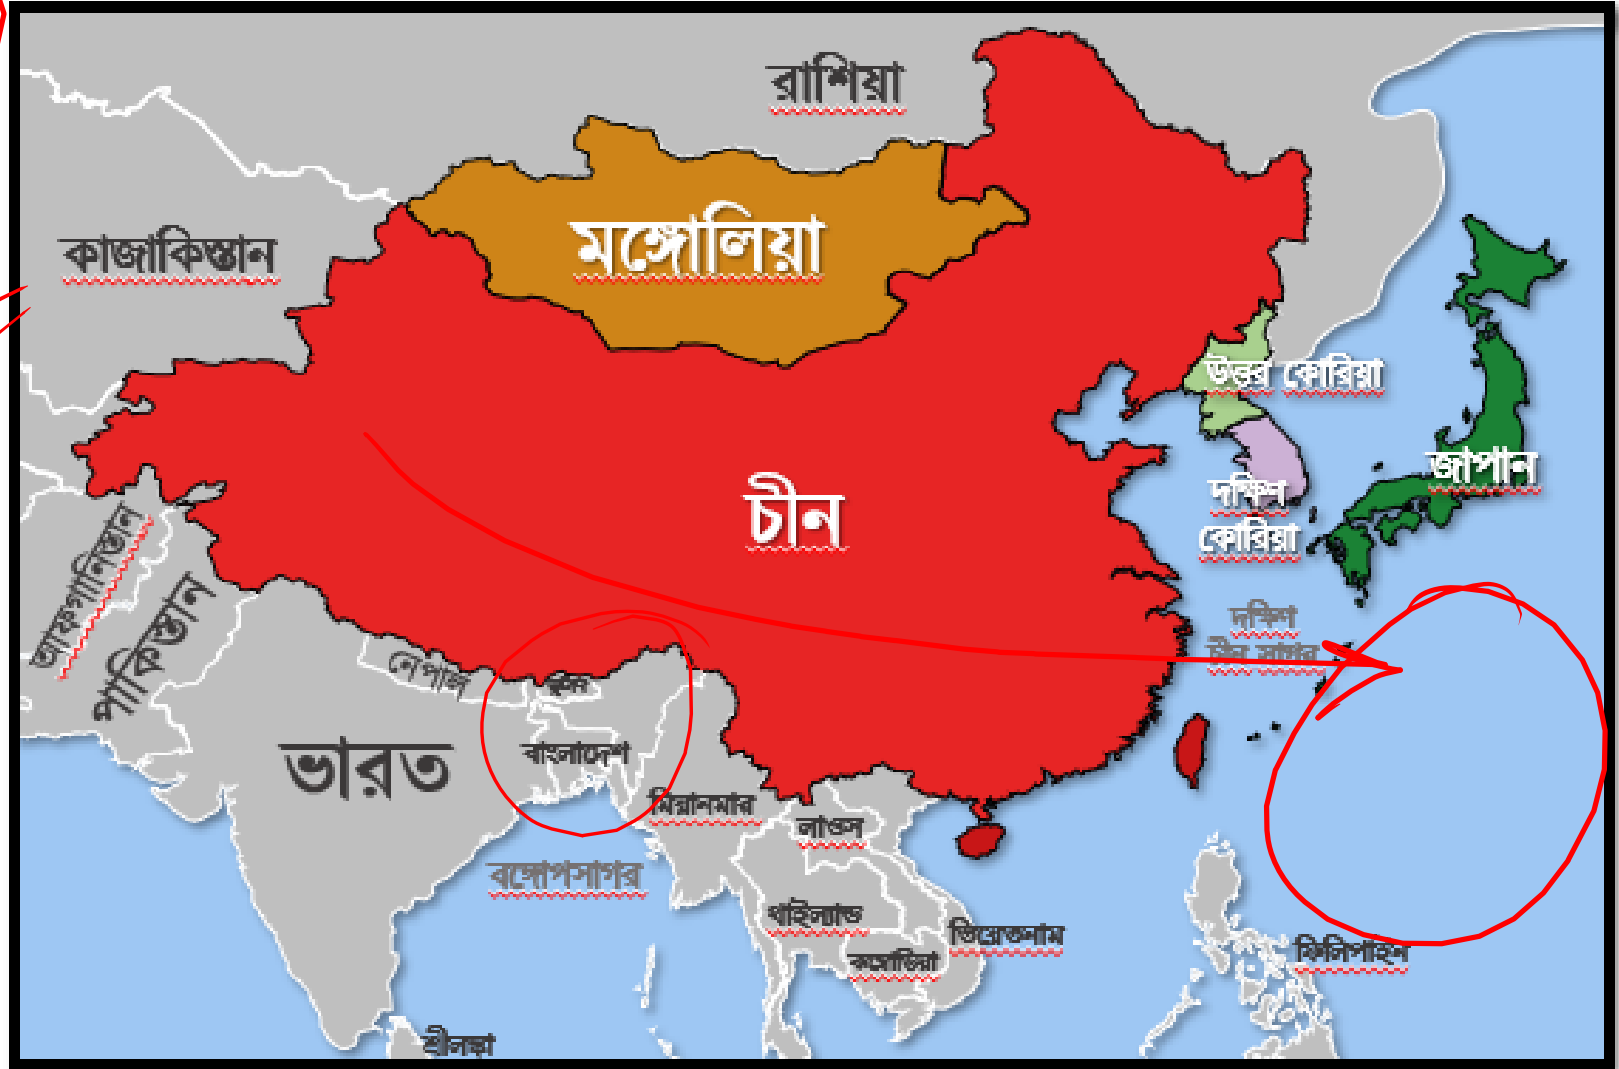 রাশিয়া
মঙ্গোলিয়া
কাজাকিস্তান
উত্তর কোরিয়া
জাপান
দক্ষিণ
কোরিয়া
চীন
আফগানিস্তান
পাকিস্তান
দক্ষিণ
চীন সাগর
নেপাল
ভারত
বাংলাদেশ
মিয়ানমার
লাওস
বঙ্গোপসাগর
থাইল্যান্ড
ভিয়েতনাম
কম্বোডিয়া
ফিলিপাইন
শ্রীলঙ্কা